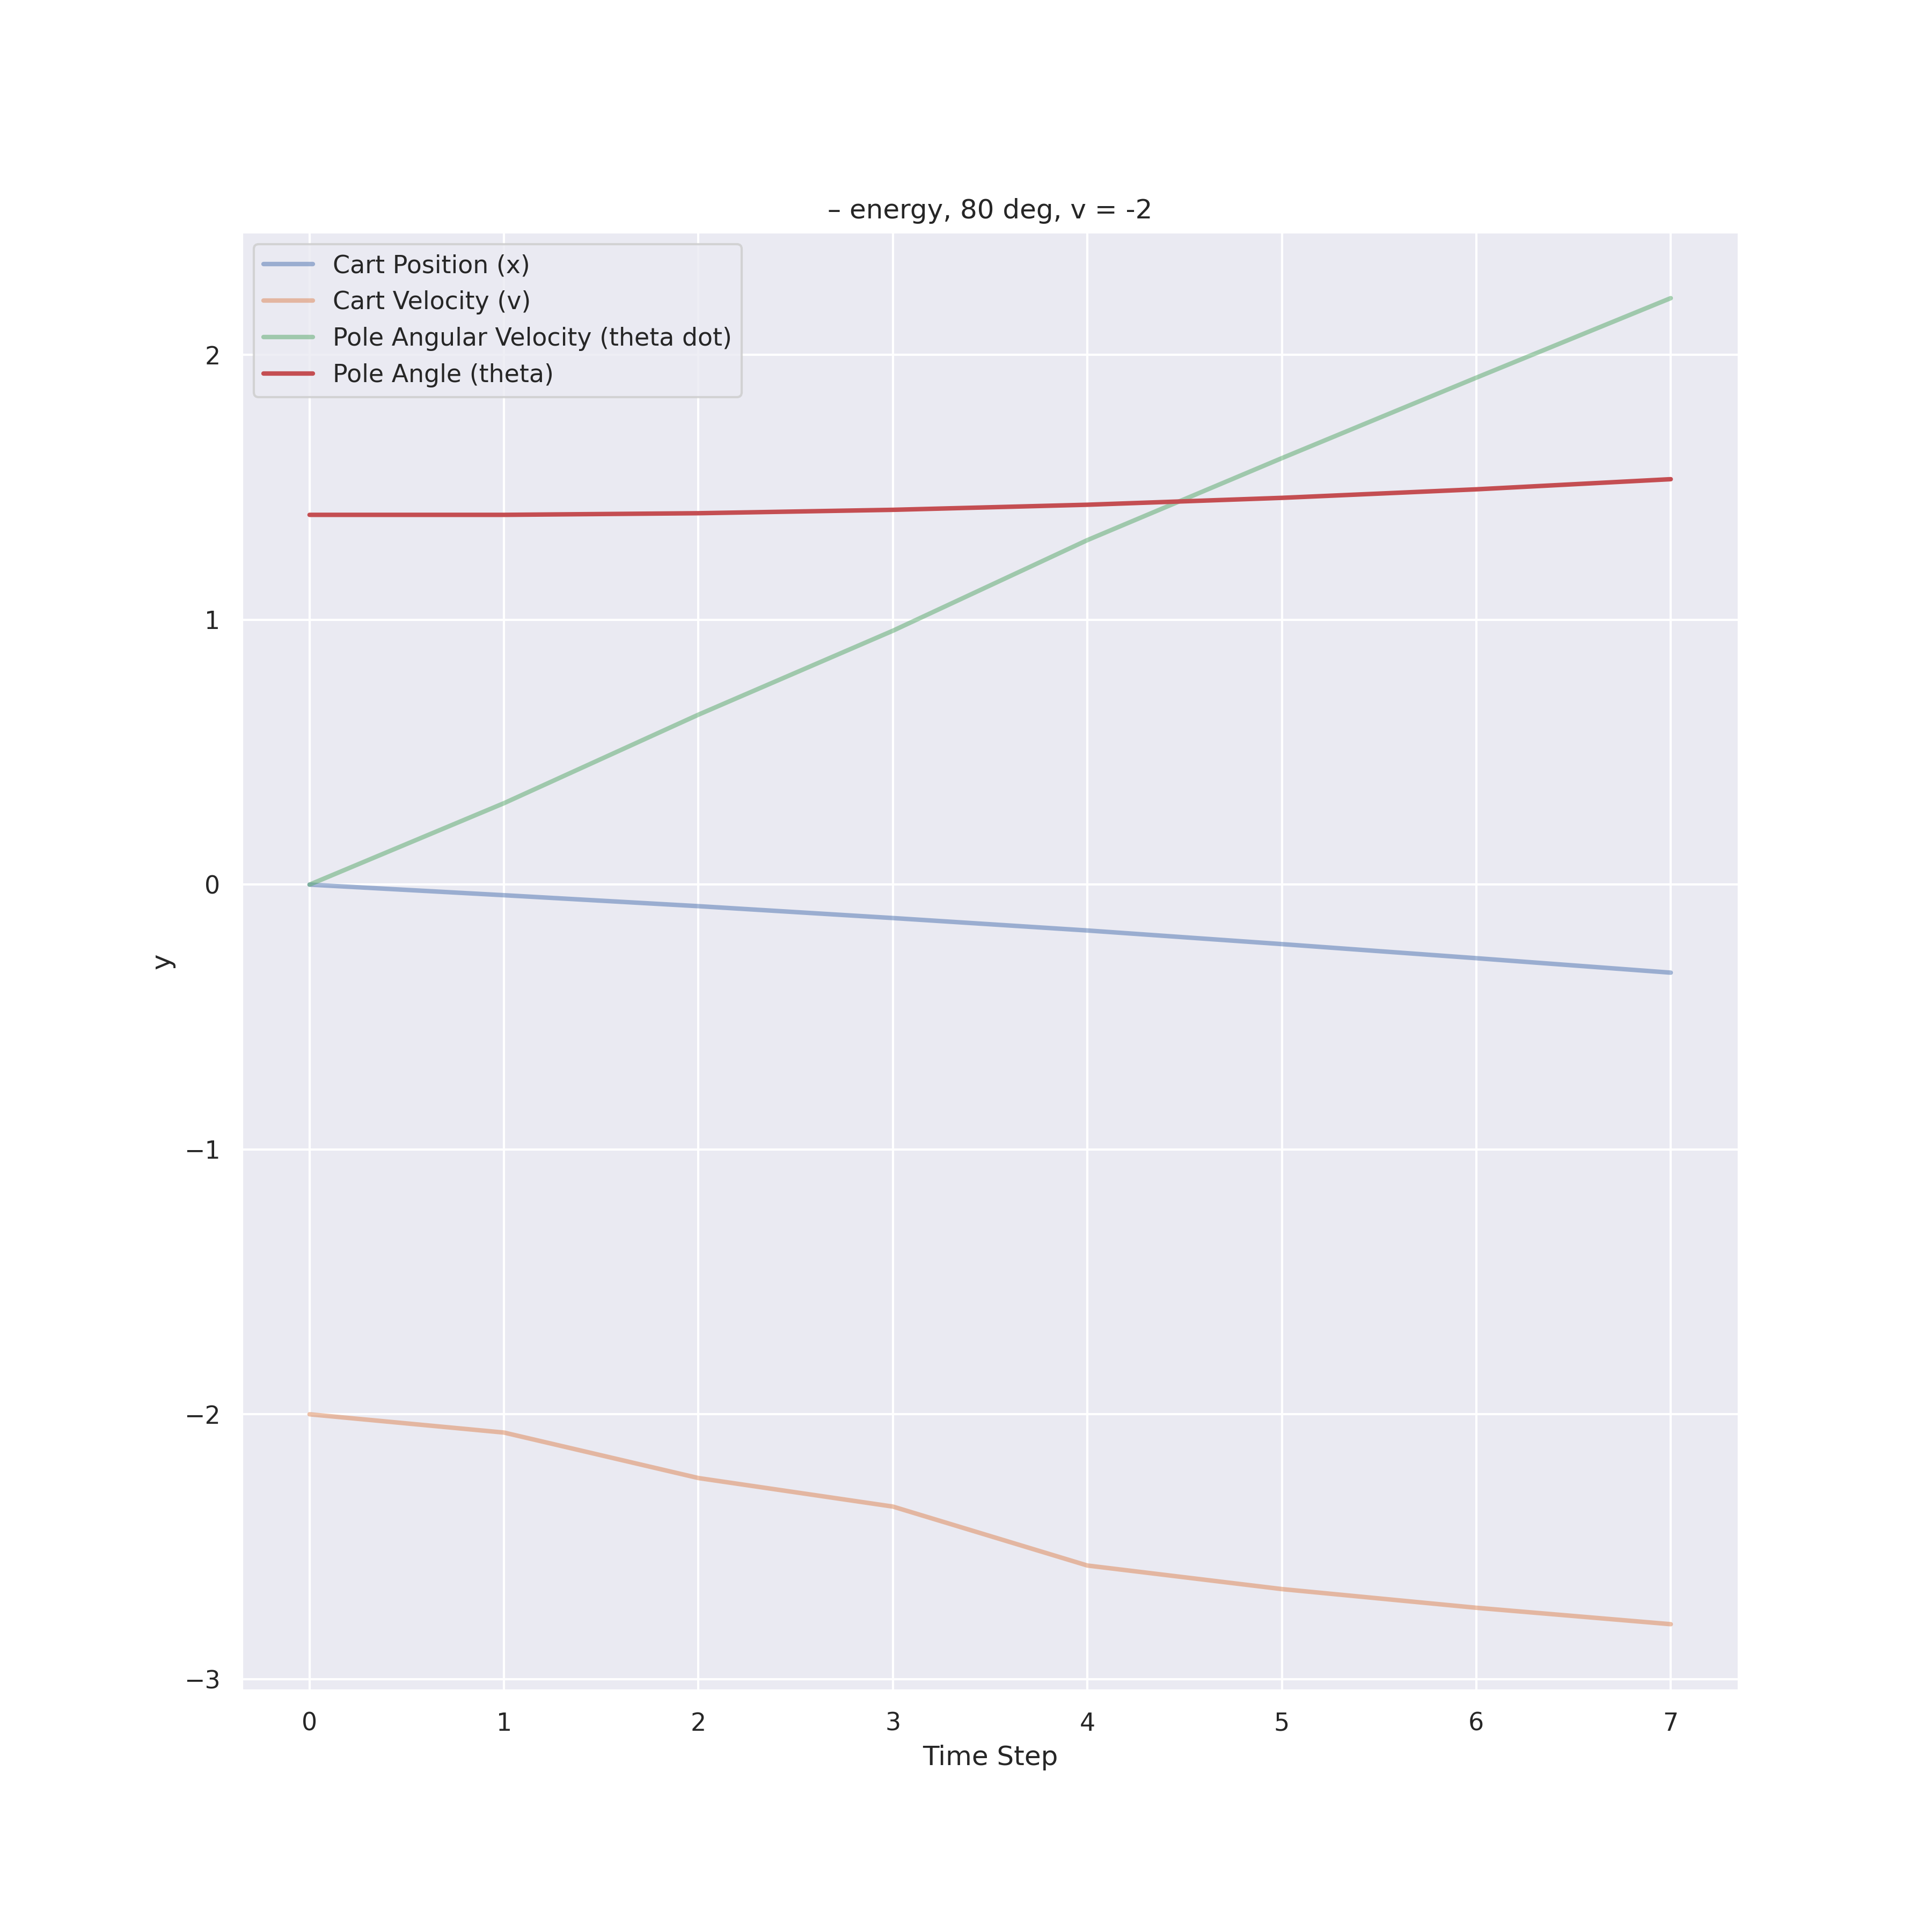 – energy, 80 deg, v = -2
Cart Position (x)
Cart Velocity (v)
Pole Angular Velocity (theta dot)
Pole Angle (theta)
2
1
0
−1
−2
−3
y
0 1 2 3 4 5 6 7
Time Step